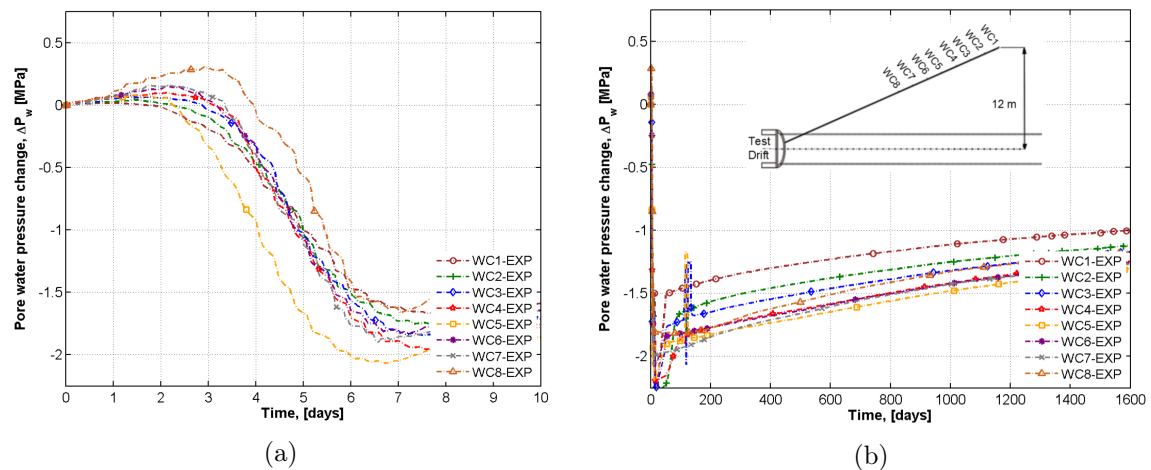 Pore water pressure change, ΔP_w [MPa]
0.5
0
-0.5
-1
-1.5
-2
0 1 2 3 4 5 6 7 8 9 10
Time, [days]
WC1-EXP
WC2-EXP
WC3-EXP
WC4-EXP
WC5-EXP
WC6-EXP
WC7-EXP
WC8-EXP
(a)
Pore water pressure change, ΔP_w [MPa]
0.5
0
-0.5
-1
-1.5
-2
0 200 400 600 800 1000 1200 1400 1600
Time, [days]
WC8
WC7
WC6
WC5
WC4
WC3
WC2
WC1
12 m
Test
Drift
WC1-EXP
WC2-EXP
WC3-EXP
WC4-EXP
WC5-EXP
WC6-EXP
WC7-EXP
WC8-EXP
(b)